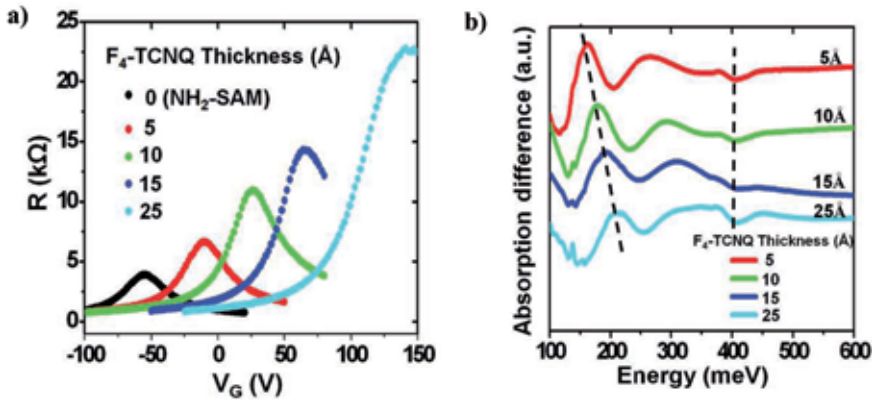 a)
25
20
15
10
5
0
R (kΩ)
F₄-TCNQ Thickness (Å)
0 (NH₂-SAM)
5
10
15
25
-100 -50 0 50 100 150
V_G (V)
b)
Absorption difference (a.u.)
5Å
10Å
15Å
25Å
F₄-TCNQ Thickness (Å)
5
10
15
25
100 200 300 400 500 600
Energy (meV)